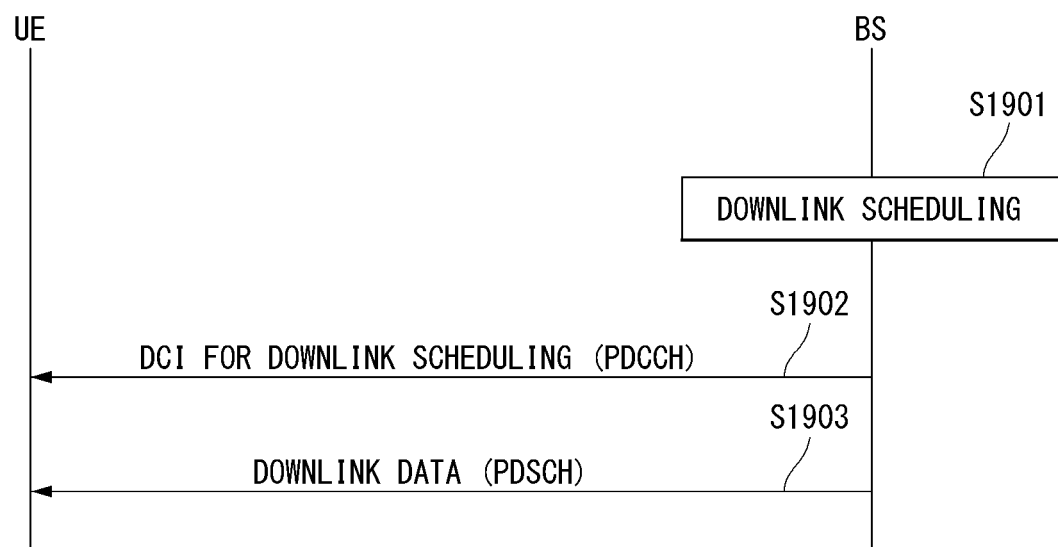 UE
BS
S1901
DOWNLINK SCHEDULING
S1902
DCI FOR DOWNLINK SCHEDULING (PDCCH)
S1903
DOWNLINK DATA (PDSCH)